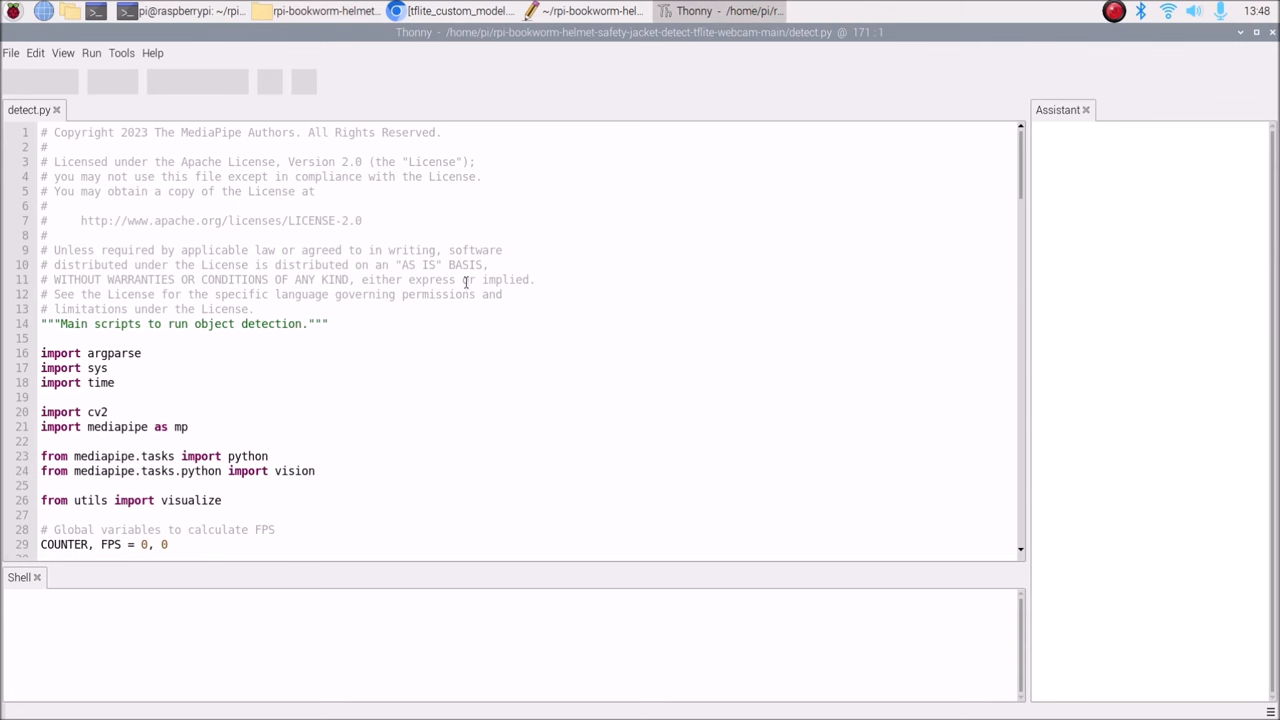 pi@raspberrypi: ~/rpi...
rpi-bookworm-helmet...
[tflite_custom_model....
~/rpi-bookworm-hel...
Thonny - /home/pi/r...
13:48
Thonny - /home/pi/rpi-bookworm-helmet-safety-jacket-detect-tflite-webcam-main/detect.py @ 171 : 1
File Edit View Run Tools Help
detect.py
Assistant
1 # Copyright 2023 The MediaPipe Authors. All Rights Reserved.
2 #
3 # Licensed under the Apache License, Version 2.0 (the "License");
4 # you may not use this file except in compliance with the License.
5 # You may obtain a copy of the License at
6 #
7 #     http://www.apache.org/licenses/LICENSE-2.0
8 #
9 # Unless required by applicable law or agreed to in writing, software
10 # distributed under the License is distributed on an "AS IS" BASIS,
11 # WITHOUT WARRANTIES OR CONDITIONS OF ANY KIND, either express or implied.
12 # See the License for the specific language governing permissions and
13 # limitations under the License.
14 """Main scripts to run object detection."""
15
16 import argparse
17 import sys
18 import time
19
20 import cv2
21 import mediapipe as mp
22
23 from mediapipe.tasks import python
24 from mediapipe.tasks.python import vision
25
26 from utils import visualize
27
28 # Global variables to calculate FPS
29 COUNTER, FPS = 0, 0
Shell